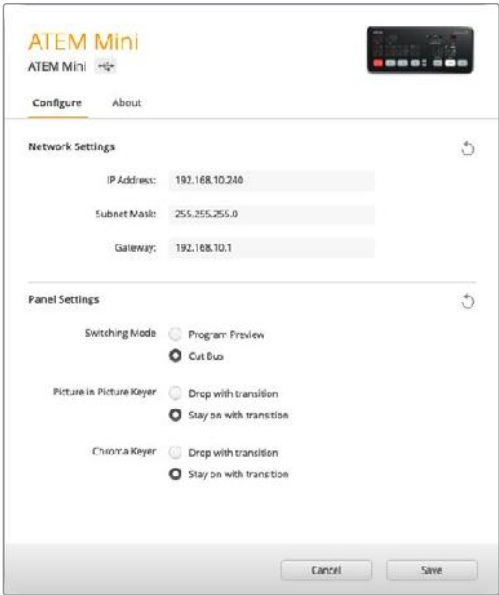 ATEM Mini
ATEM Mini
Configure About
Network Settings
IP Address: 192.168.10.240
Subnet Mask: 255.255.255.0
Gateway: 192.168.10.1
Panel Settings
Switching Mode Program Preview
Cut Bus
Picture in Picture Keyer Drop with transition
Stay on with transition
Chroma Keyer Drop with transition
Stay on with transition
Cancel Save